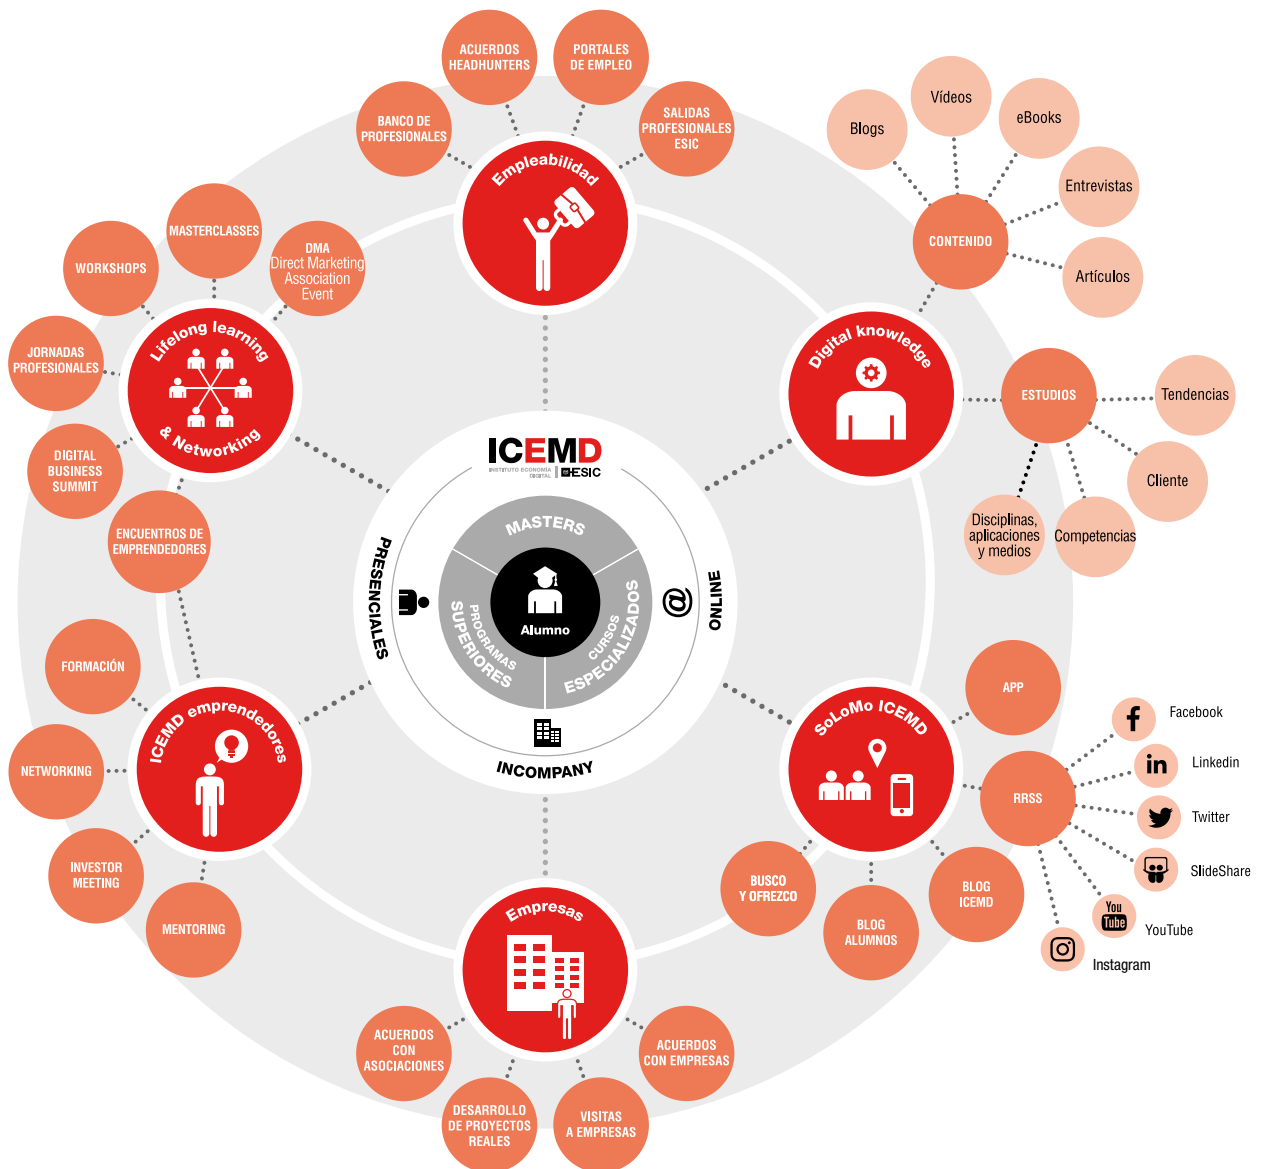 ACUERDOS
HEADHUNTERS
PORTALES
DE EMPLEO
BANCO DE
PROFESIONALES
SALIDAS
PROFESIONALES
ESIC
Empleabilidad
Blogs
Vídeos
eBooks
Entrevistas
Artículos
CONTENIDO
MASTERCLASSES
WORKSHOPS
DMA
Direct Marketing
Association
Event
JORNADAS
PROFESIONALES
DIGITAL
BUSINESS
SUMMIT
ENCUENTROS DE
EMPRENDEDORES
Lifelong learning
& Networking
Digital knowledge
ESTUDIOS
Tendencias
Cliente
Competencias
Disciplinas,
aplicaciones
y medios
ICEMD
INSTITUTO ECONOMÍA
DIGITAL
ESIC
PRESENCIALES
@
ONLINE
INCOMPANY
MASTERS
PROGRAMAS
SUPERIORES
CURSOS
ESPECIALIZADOS
Alumno
FORMACIÓN
NETWORKING
INVESTOR
MEETING
MENTORING
ICEMD emprendedores
SoLoMo ICEMD
APP
RRSS
f
Facebook
in
Linkedin
Twitter
SlideShare
You
Tube
YouTube
Instagram
BUSCO
Y OFREZCO
BLOG
ALUMNOS
BLOG
ICEMD
Empresas
ACUERDOS
CON
ASOCIACIONES
DESARROLLO
DE PROYECTOS
REALES
VISITAS
A EMPRESAS
ACUERDOS
CON EMPRESAS